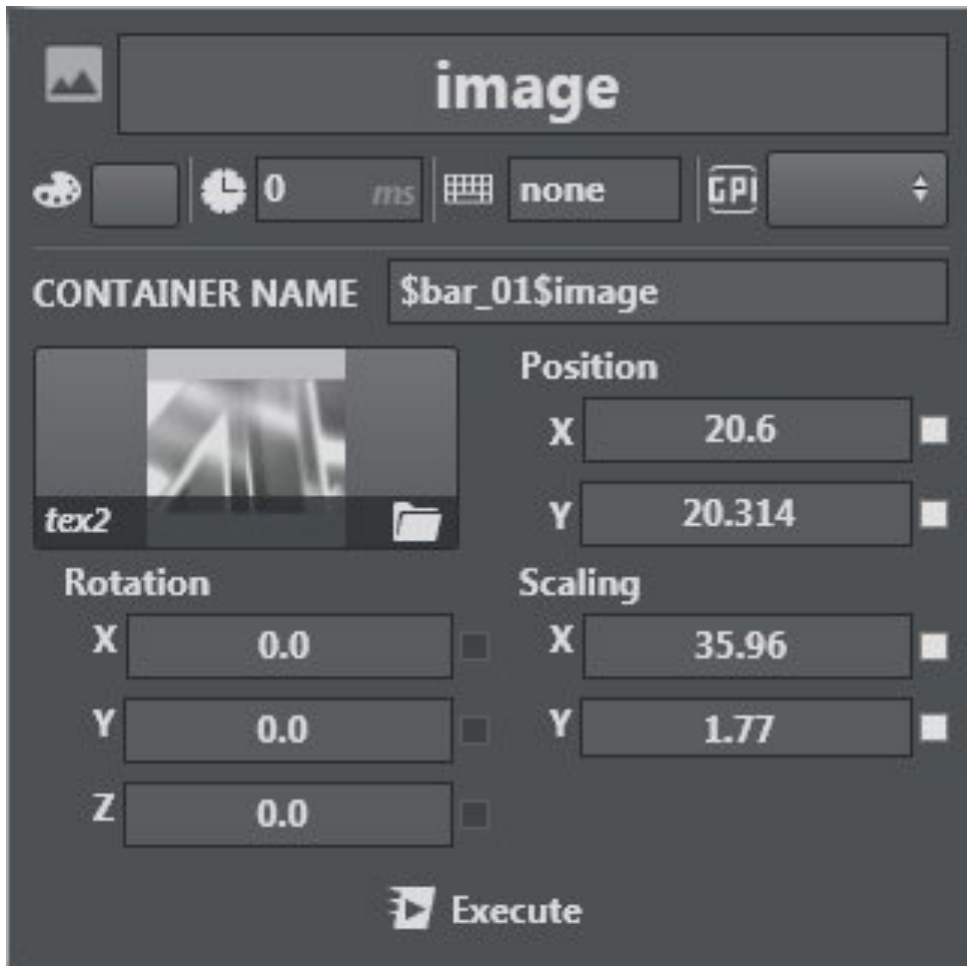 image
0 ms none GPI
CONTAINER NAME $bar_01$image
tex2
Position
X 20.6
Y 20.314
Rotation
X 0.0
Y 0.0
Z 0.0
Scaling
X 35.96
Y 1.77
Execute